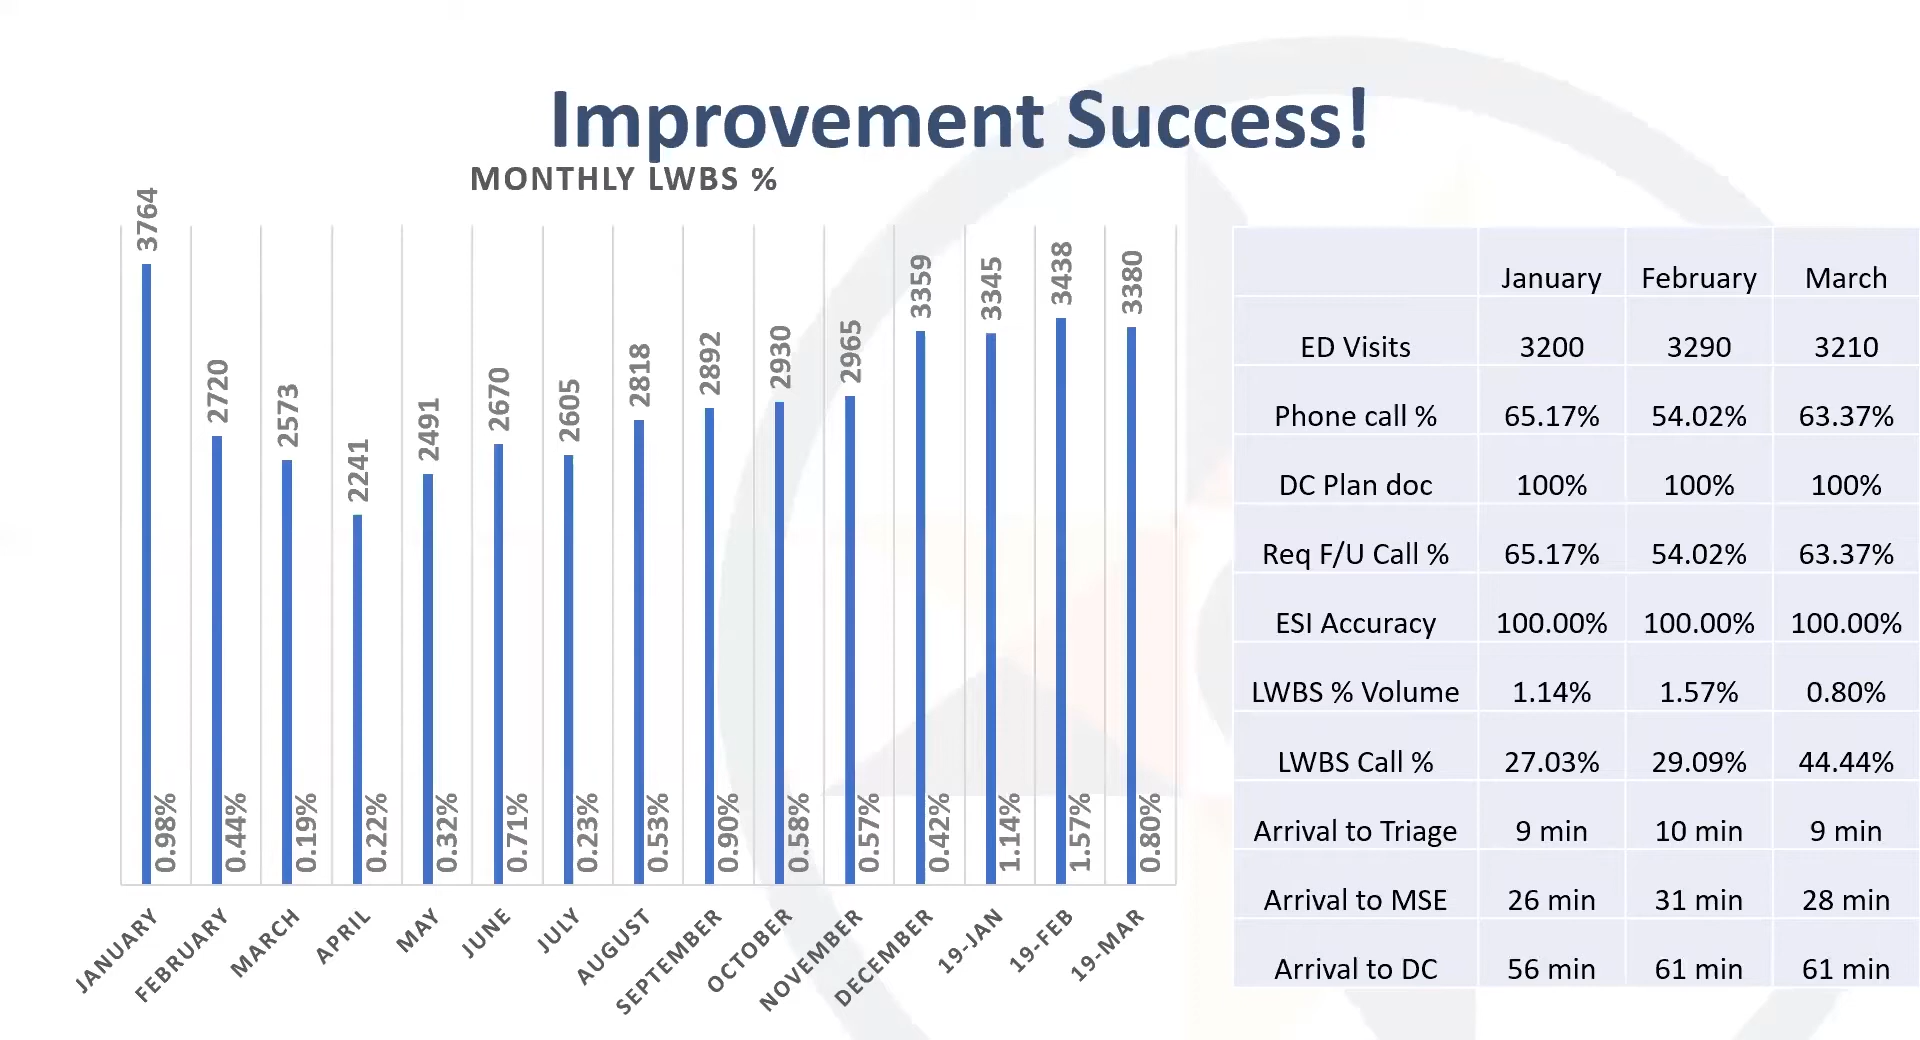 Improvement Success!
MONTHLY LWBS %
3764
2720
2573
2241
2491
2670
2605
2818
2892
2930
2965
3359
3345
3438
3380
0.98%
0.44%
0.19%
0.22%
0.32%
0.71%
0.23%
0.53%
0.90%
0.58%
0.57%
0.42%
1.14%
1.57%
0.80%
JANUARY
FEBRUARY
MARCH
APRIL
MAY
JUNE
JULY
AUGUST
SEPTEMBER
OCTOBER
NOVEMBER
DECEMBER
19-JAN
19-FEB
19-MAR
January February March
ED Visits 3200 3290 3210
Phone call % 65.17% 54.02% 63.37%
DC Plan doc 100% 100% 100%
Req F/U Call % 65.17% 54.02% 63.37%
ESI Accuracy 100.00% 100.00% 100.00%
LWBS % Volume 1.14% 1.57% 0.80%
LWBS Call % 27.03% 29.09% 44.44%
Arrival to Triage 9 min 10 min 9 min
Arrival to MSE 26 min 31 min 28 min
Arrival to DC 56 min 61 min 61 min